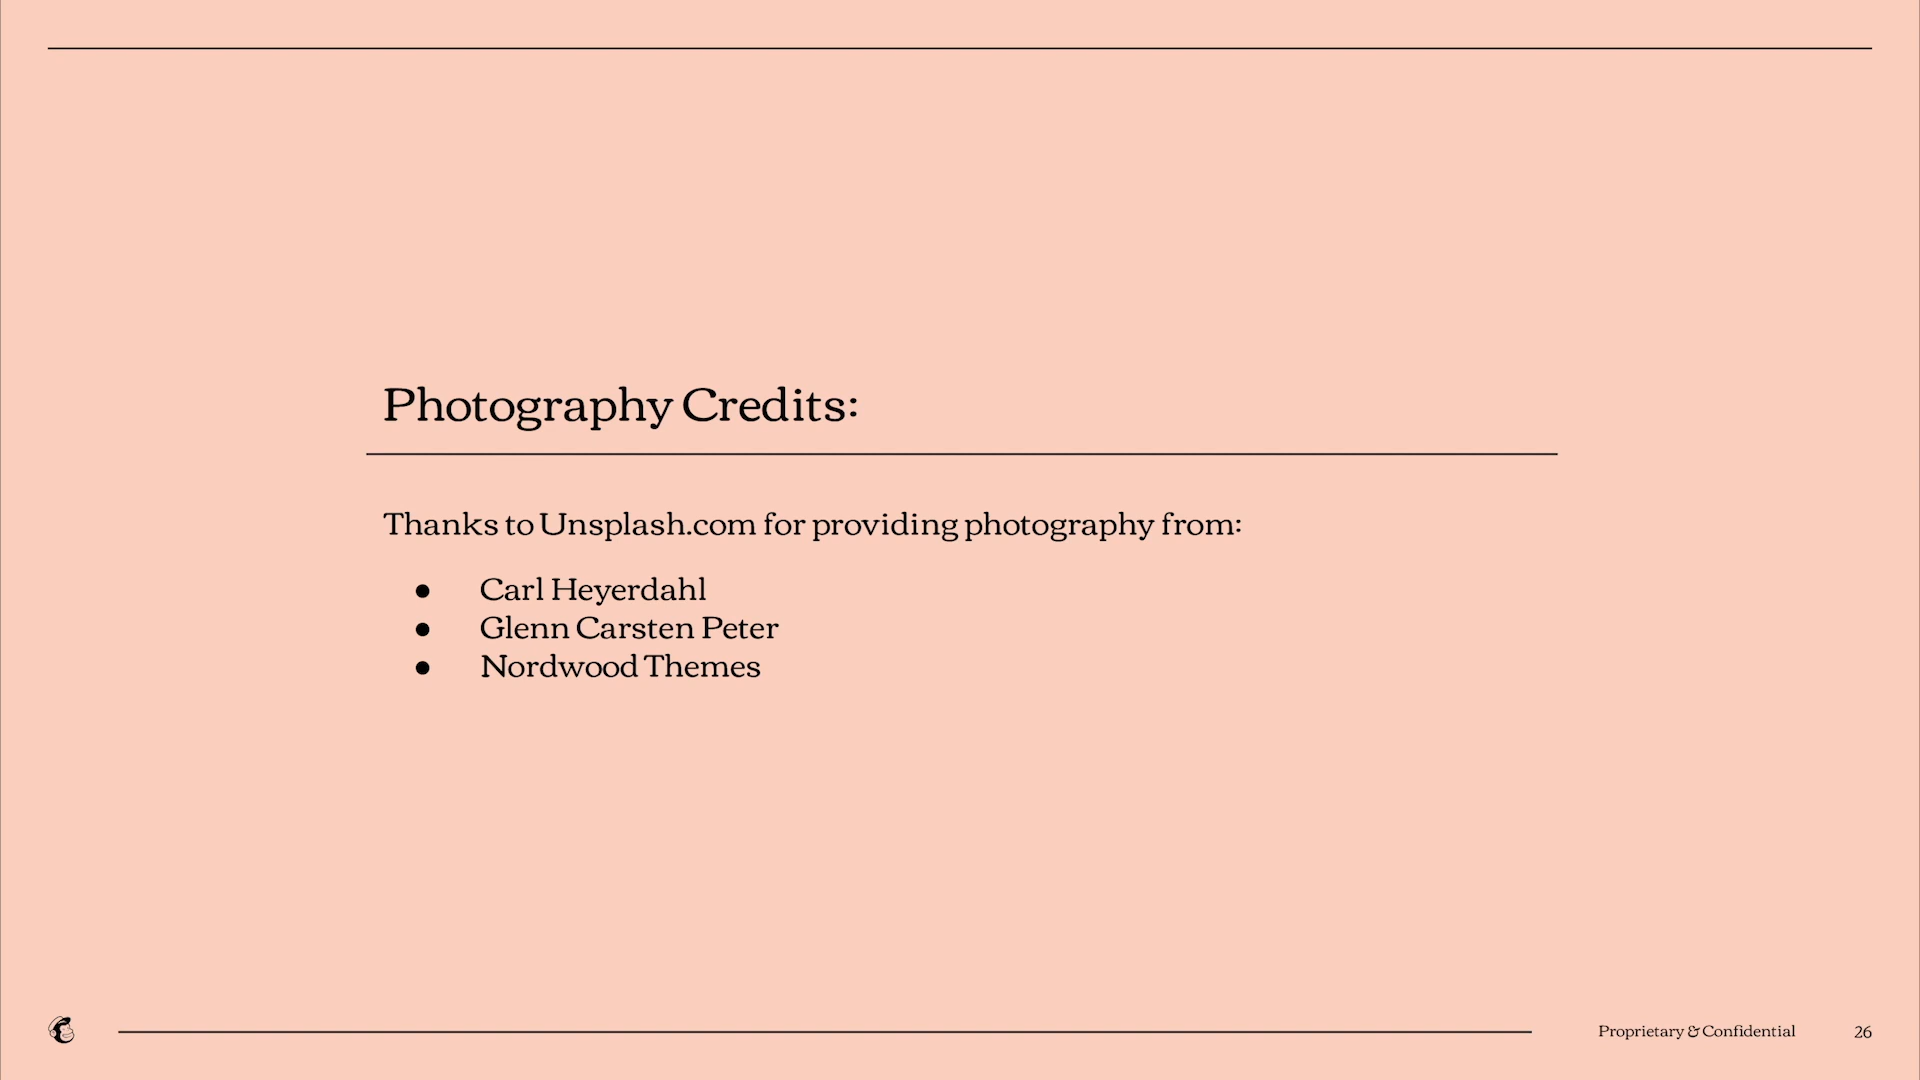 Photography Credits:
Thanks to Unsplash.com for providing photography from:
● Carl Heyerdahl
● Glenn Carsten Peter
● Nordwood Themes
Proprietary & Confidential 26